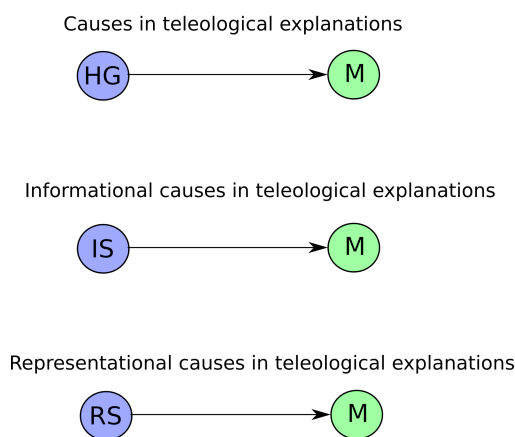 Causes in teleological explanations
HG M
Informational causes in teleological explanations
IS M
Representational causes in teleological explanations
RS M